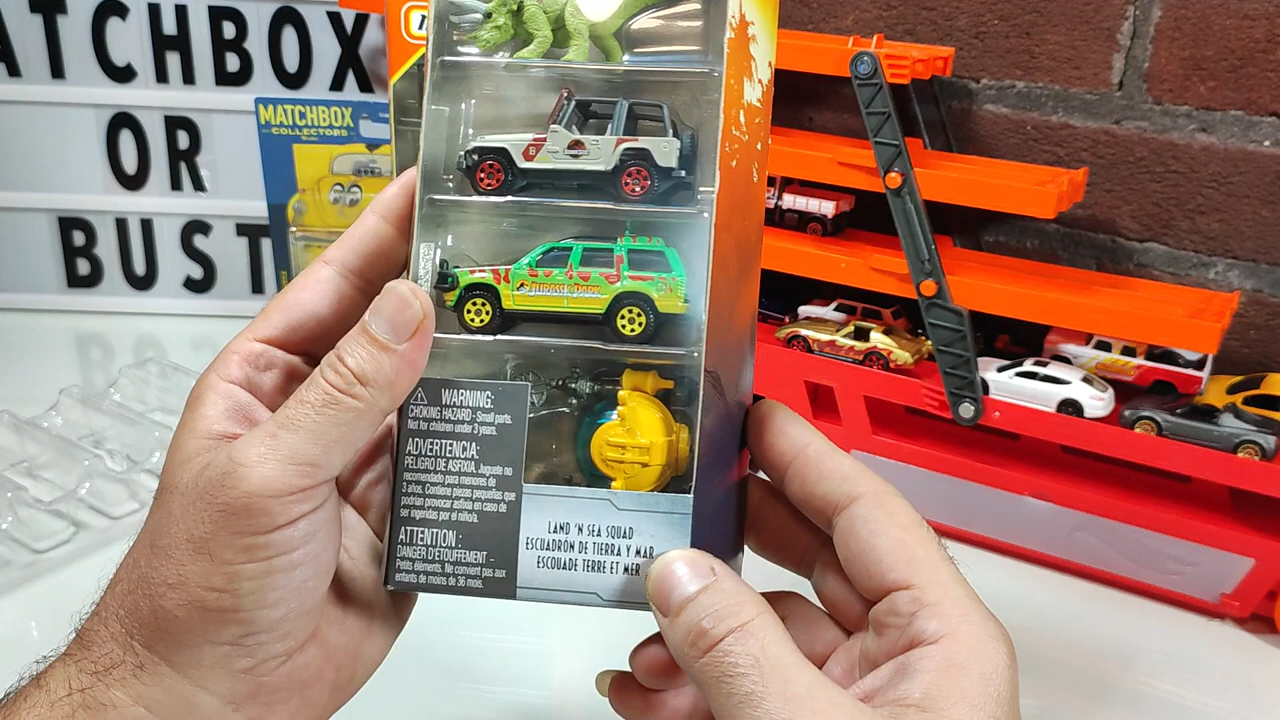 ATCHBOX
OR
BUST
MATCHBOX
COLLECTORS
JURASSIC PARK
WARNING:
CHOKING HAZARD - Small parts.
Not for children under 3 years.
ADVERTENCIA:
PELIGRO DE ASFIXIA. Juguete no
recomendado para menores de
3 años. Contiene piezas pequeñas que
podrían provocar asfixia en caso de
ser ingeridas por el niño/a.
ATTENTION :
DANGER D'ÉTOUFFEMENT –
Petits éléments. Ne convient pas aux
enfants de moins de 36 mois.
LAND 'N SEA SQUAD
ESCUADRÓN DE TIERRA Y MAR
ESCOUADE TERRE ET MER